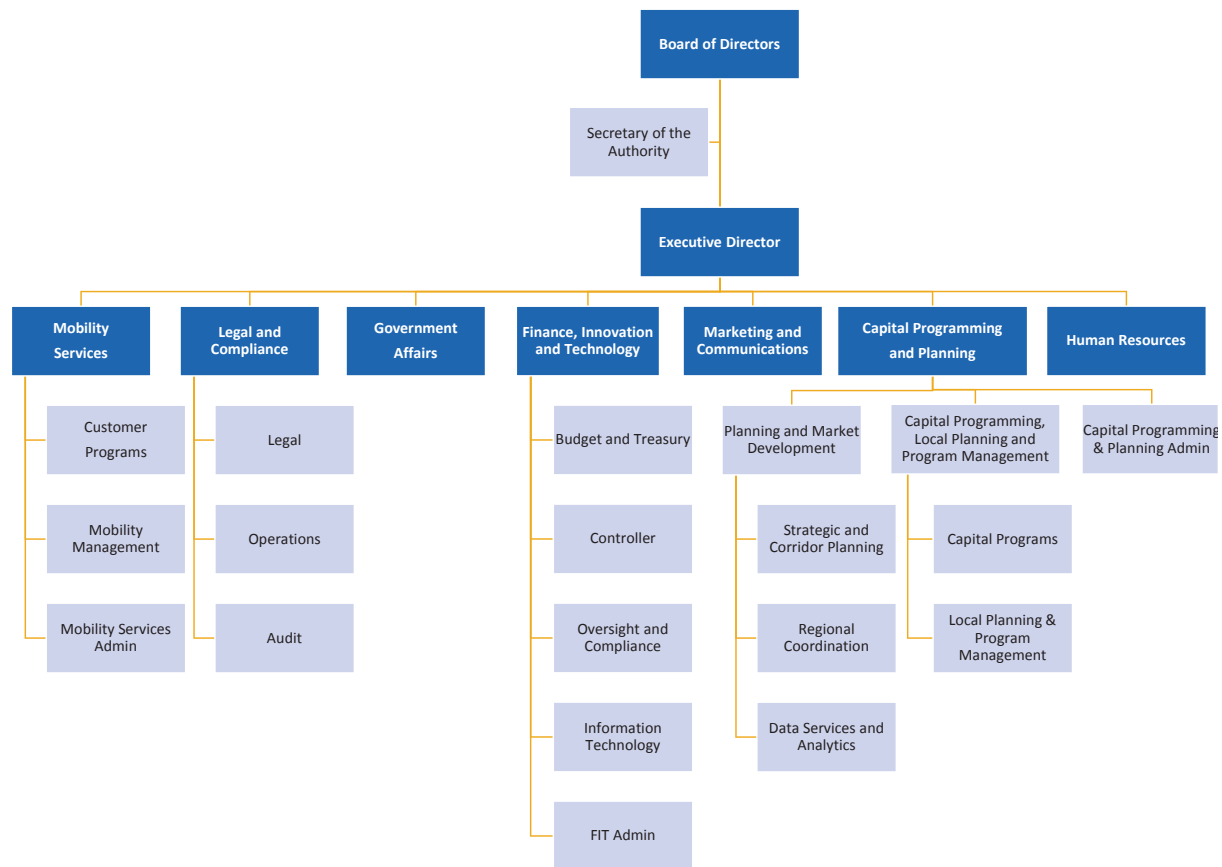 Board of Directors
Secretary of the
Authority
Executive Director
Mobility
Services
Legal and
Compliance
Government
Affairs
Finance, Innovation
and Technology
Marketing and
Communications
Capital Programming
and Planning
Human Resources
Customer
Programs
Legal
Budget and Treasury
Planning and Market
Development
Capital Programming,
Local Planning and
Program Management
Capital Programming
& Planning Admin
Mobility
Management
Operations
Controller
Strategic and
Corridor Planning
Capital Programs
Mobility Services
Admin
Audit
Oversight and
Compliance
Regional
Coordination
Local Planning &
Program
Management
Information
Technology
Data Services and
Analytics
FIT Admin